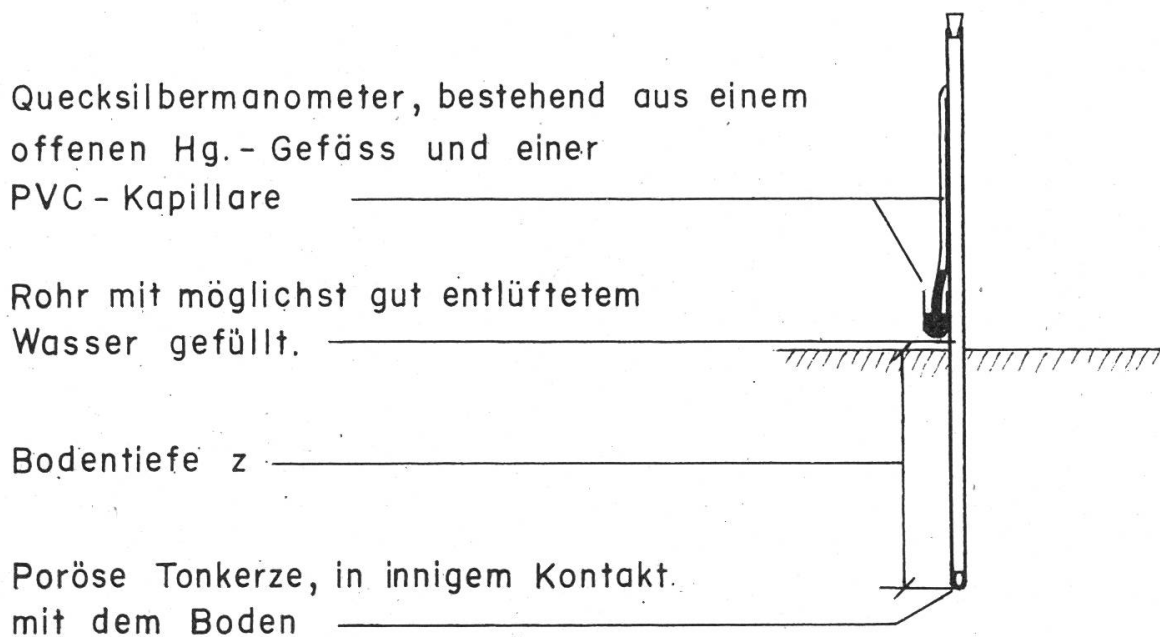 Quecksilbermanometer, bestehend aus einem
offenen Hg.- Gefäss und einer
PVC - Kapillare
Rohr mit möglichst gut entlüftetem
Wasser gefüllt.
Bodentiefe z
Poröse Tonkerze, in innigem Kontakt
mit dem Boden